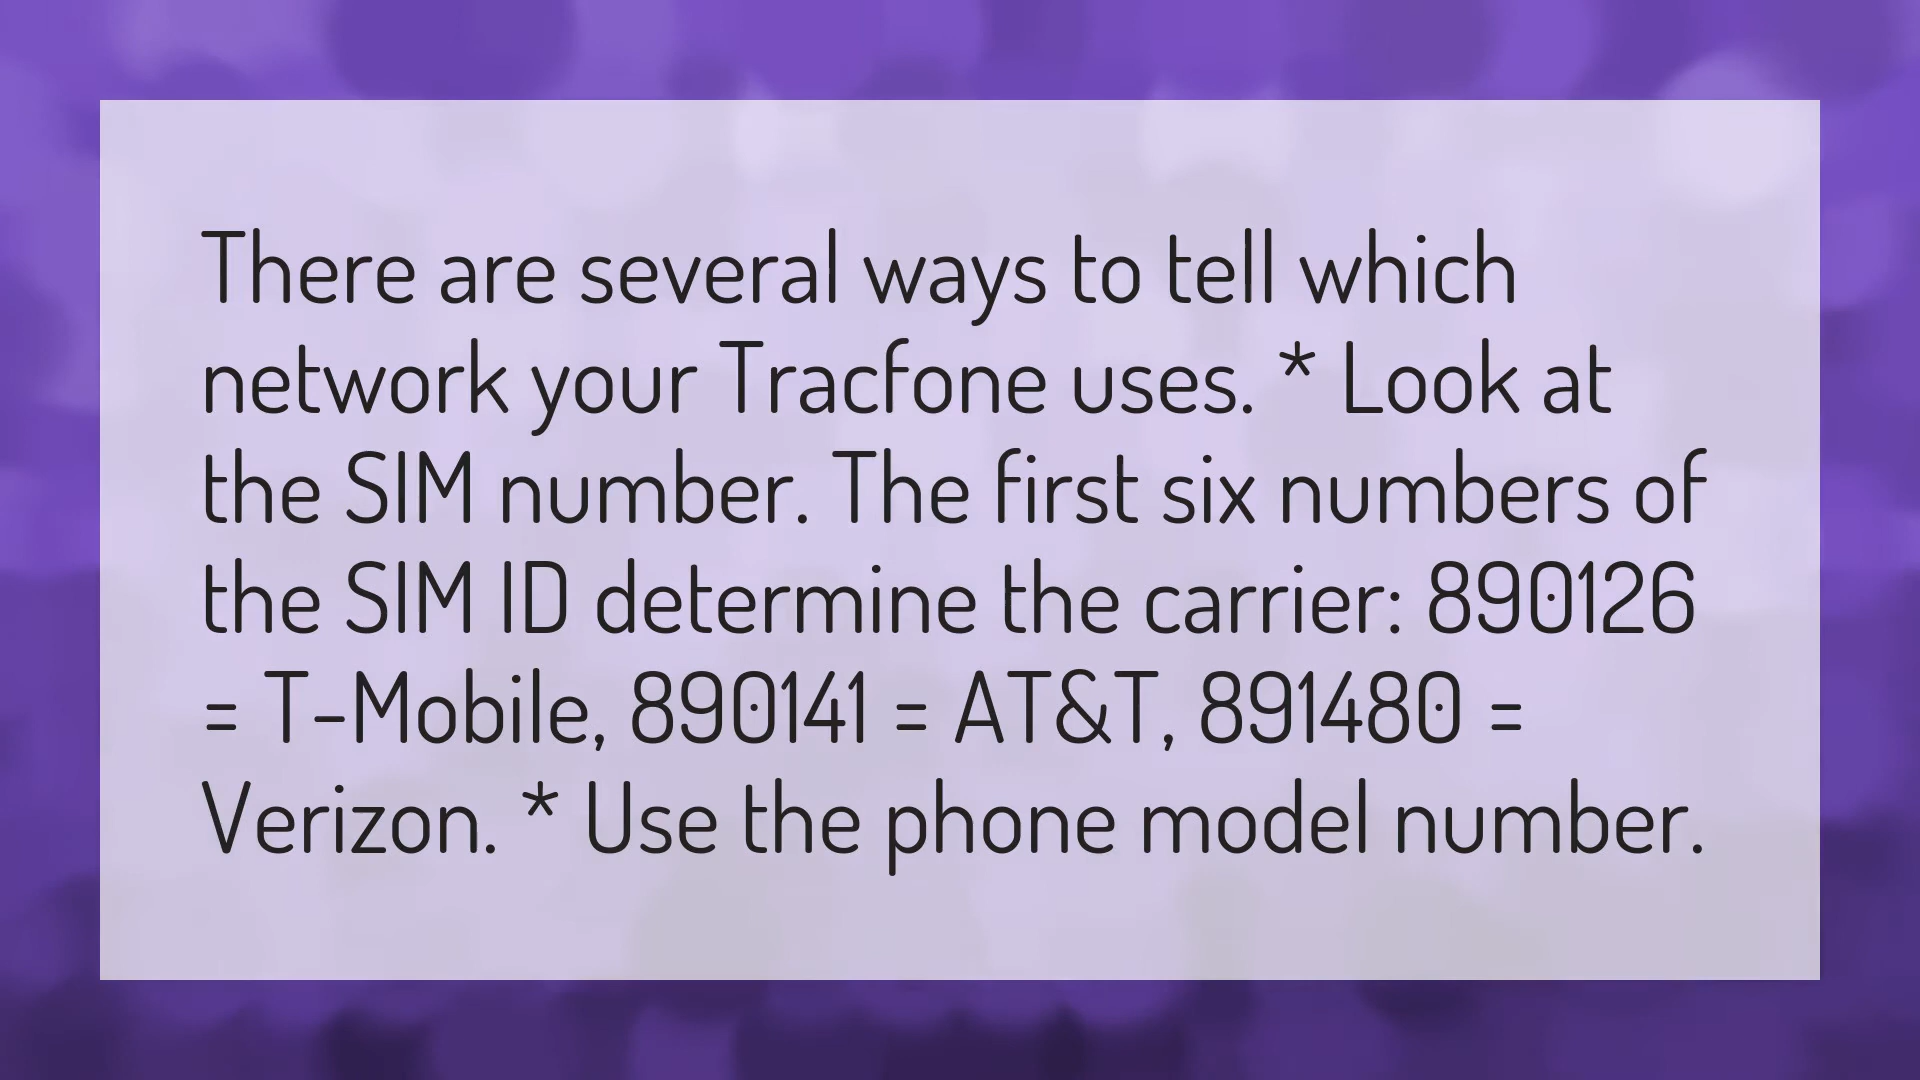 There are several ways to tell which
network your Tracfone uses. * Look at
the SIM number. The first six numbers of
the SIM ID determine the carrier: 890126
= T-Mobile, 890141 = AT&T, 891480 =
Verizon. * Use the phone model number.